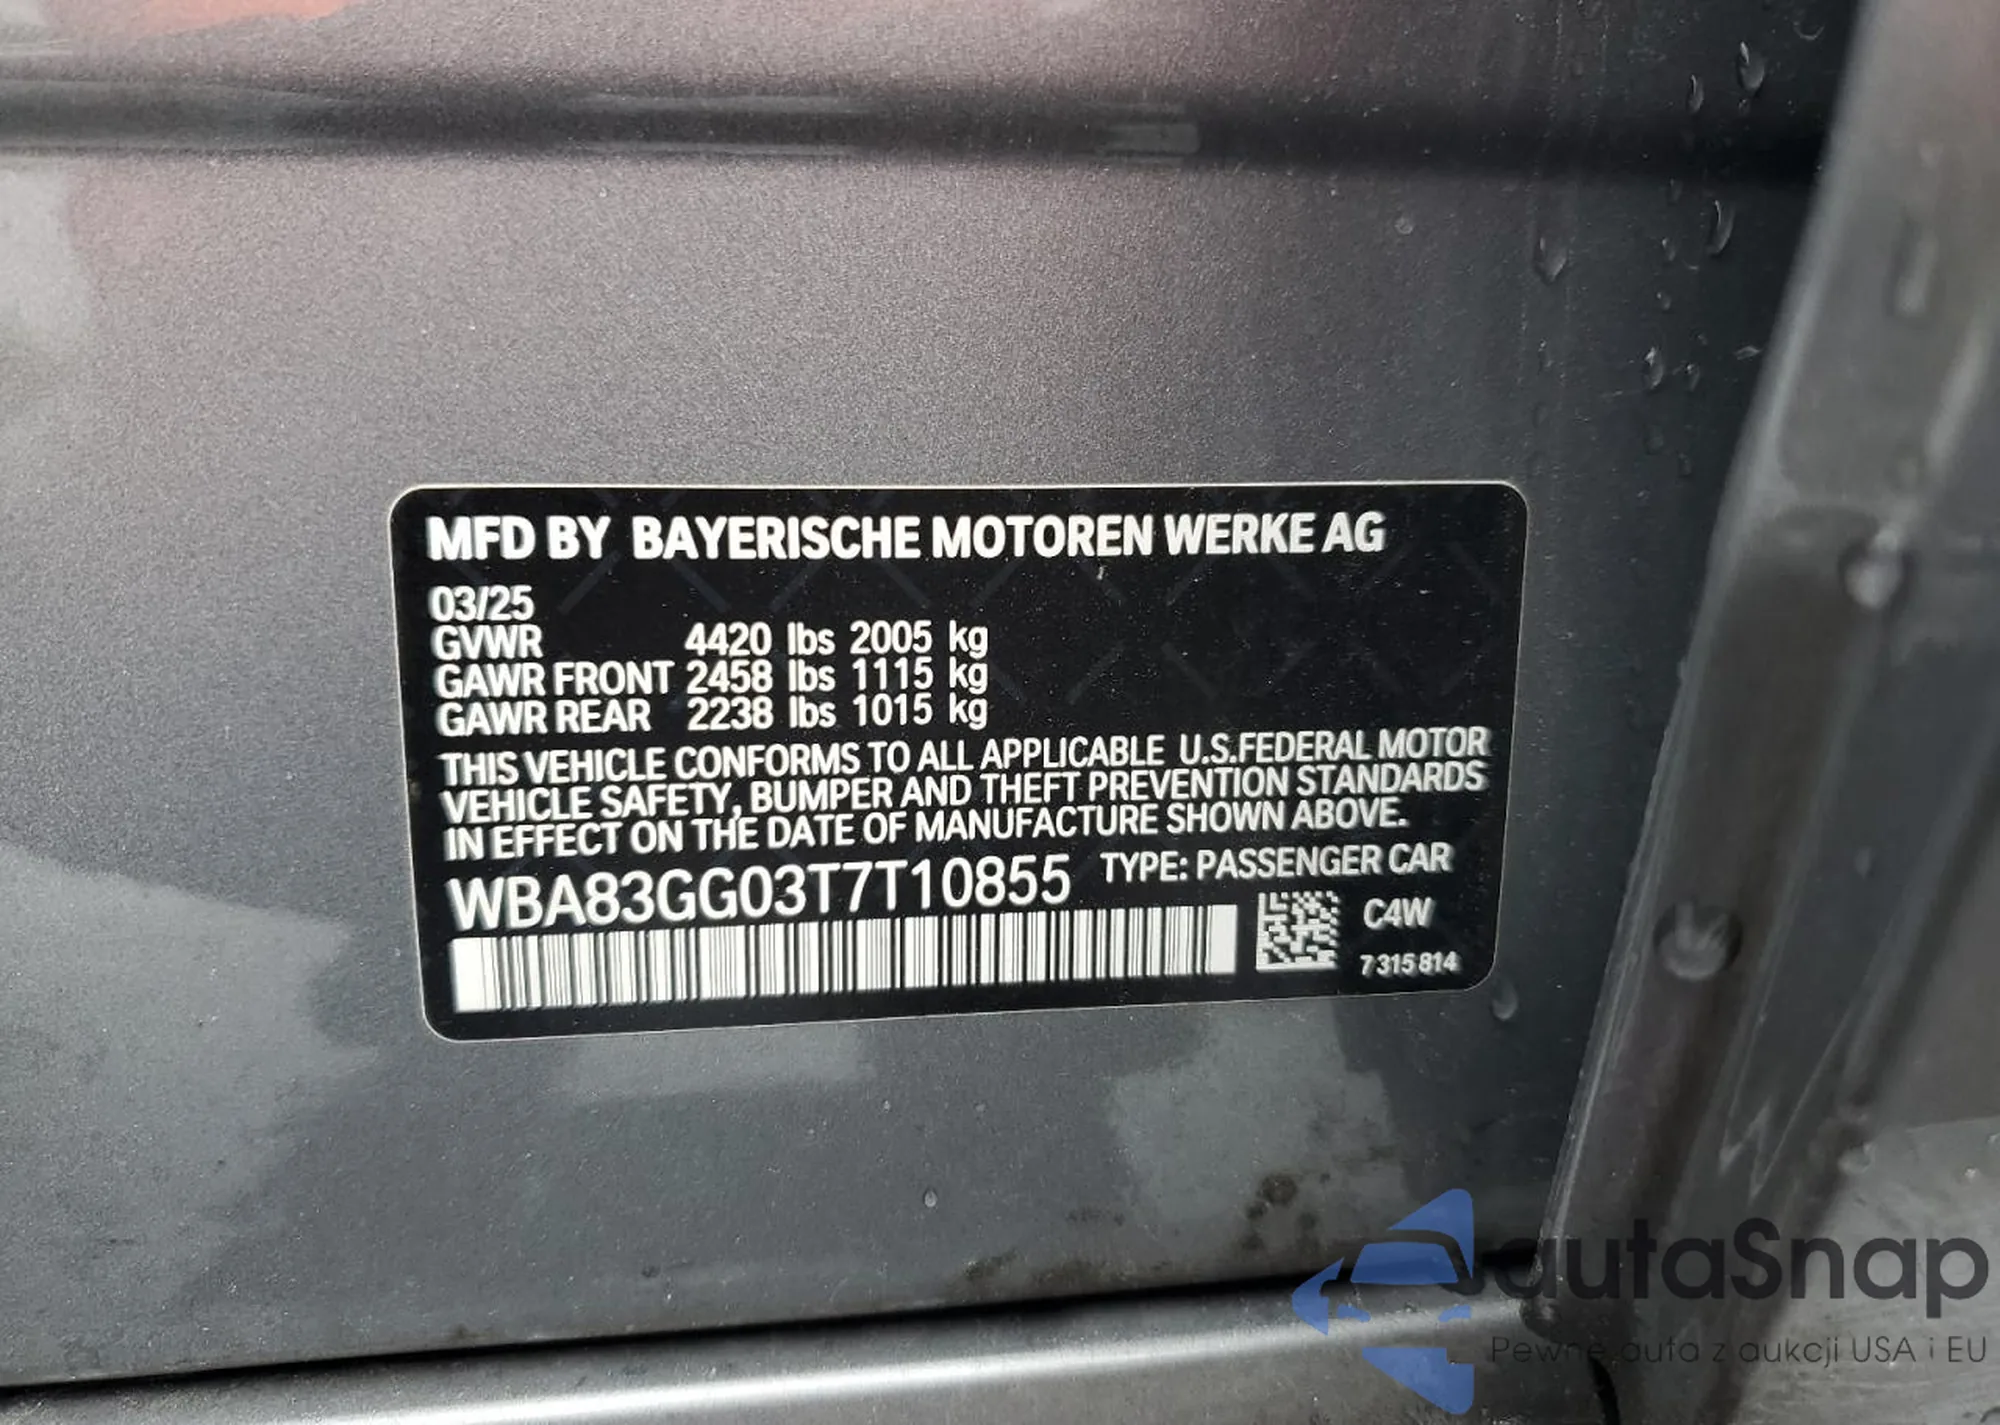 MFD BY BAYERISCHE MOTOREN WERKE AG
03/25
GVWR 4420 lbs 2005 kg
GAWR FRONT 2458 lbs 1115 kg
GAWR REAR 2238 lbs 1015 kg
THIS VEHICLE CONFORMS TO ALL APPLICABLE U.S.FEDERAL MOTOR
VEHICLE SAFETY, BUMPER AND THEFT PREVENTION STANDARDS
IN EFFECT ON THE DATE OF MANUFACTURE SHOWN ABOVE.
WBA83GG03T7T10855 TYPE: PASSENGER CAR
C4W
7315814
autaSnap
Pewne auta z aukcji USA i EU